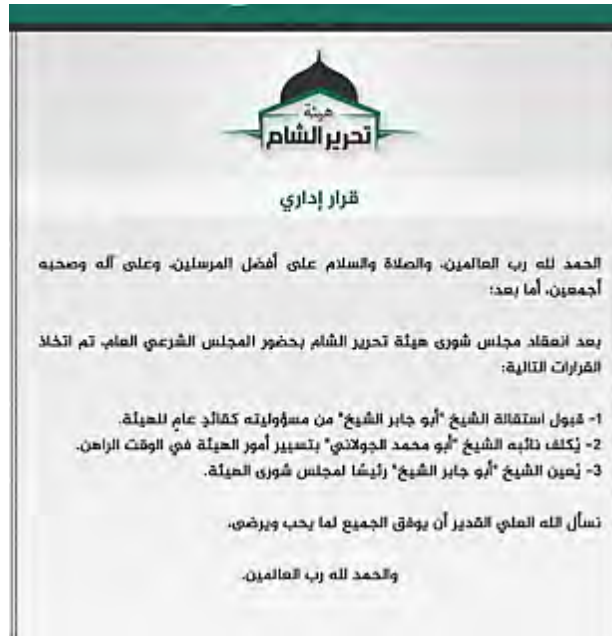 هيئة
تحرير الشام
قرار إداري
الحمد لله رب العالمين، والصلاة والسلام على أفضل المرسلين، وعلى آله وصحبه
أجمعين، أما بعد؛
بعد انعقاد مجلس شورى هيئة تحرير الشام بحضور المجلس الشرعي العام، تم اتخاذ
القرارات التالية:
1- قبول استقالة الشيخ "أبو جابر الشيخ" من مسؤوليته كقائدٍ عامٍ للهيئة.
2- يُكلف نائبه الشيخ "أبو محمد الجولاني" بتسيير أمور الهيئة في الوقت الراهن.
3- يُعين الشيخ "أبو جابر الشيخ" رئيسًا لمجلس شورى الهيئة.
نسأل الله العلي القدير أن يوفق الجميع لما يحب ويرضى،
والحمد لله رب العالمين.